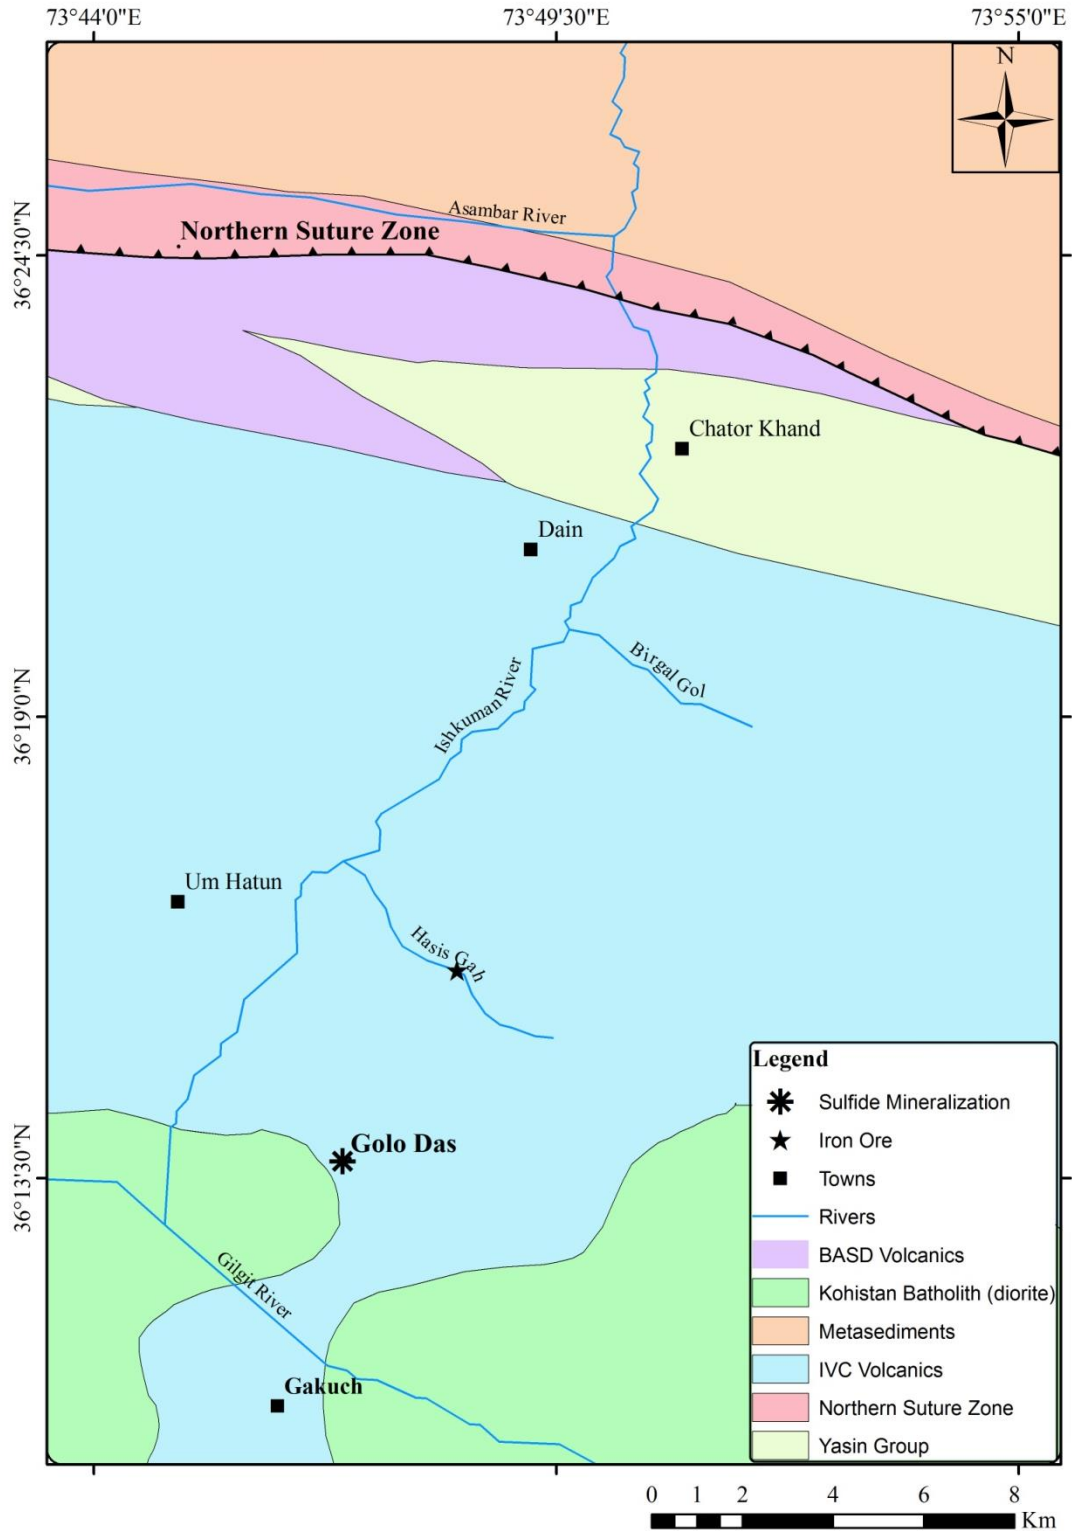 73°44'0"E
73°49'30"E
73°55'0"E
N
Asambar River
Northern Suture Zone
36°24'30"N
Chator Khand
Dain
Birgal Gol
Ishkuman River
36°19'0"N
Um Hatun
Hasis Gah
Golo Das
36°13'30"N
Gilgit River
Gakuch
Legend
Sulfide Mineralization
Iron Ore
Towns
Rivers
BASD Volcanics
Kohistan Batholith (diorite)
Metasediments
IVC Volcanics
Northern Suture Zone
Yasin Group
0 1 2 4 6 8
Km